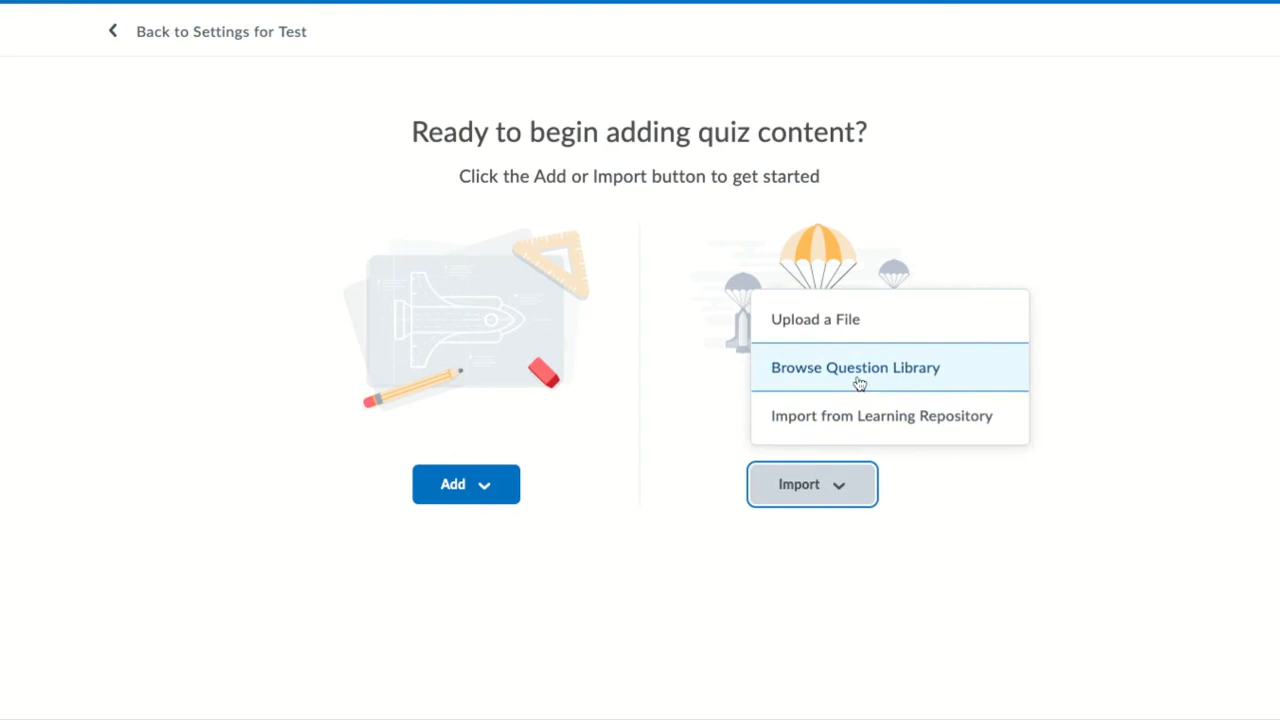 Back to Settings for Test
Ready to begin adding quiz content?
Click the Add or Import button to get started
Upload a File
Browse Question Library
Import from Learning Repository
Add
Import